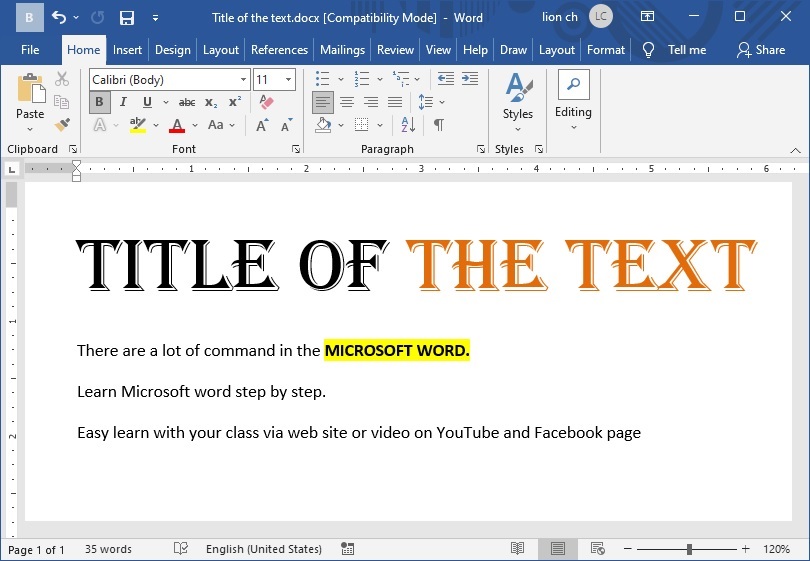 B Title of the text.docx [Compatibility Mode] - Word lion ch LC
File Home Insert Design Layout References Mailings Review View Help Draw Layout Format Tell me Share
Calibri (Body) 11
B I U abc x₂ x² A
Paste Styles Editing
A ab A Aa A A A Z ¶
Clipboard Font Paragraph Styles
L 1 2 3 4 5 6
TITLE OF THE TEXT
1
There are a lot of command in the MICROSOFT WORD.
Learn Microsoft word step by step.
2
Easy learn with your class via web site or video on YouTube and Facebook page
Page 1 of 1 35 words English (United States) 120%